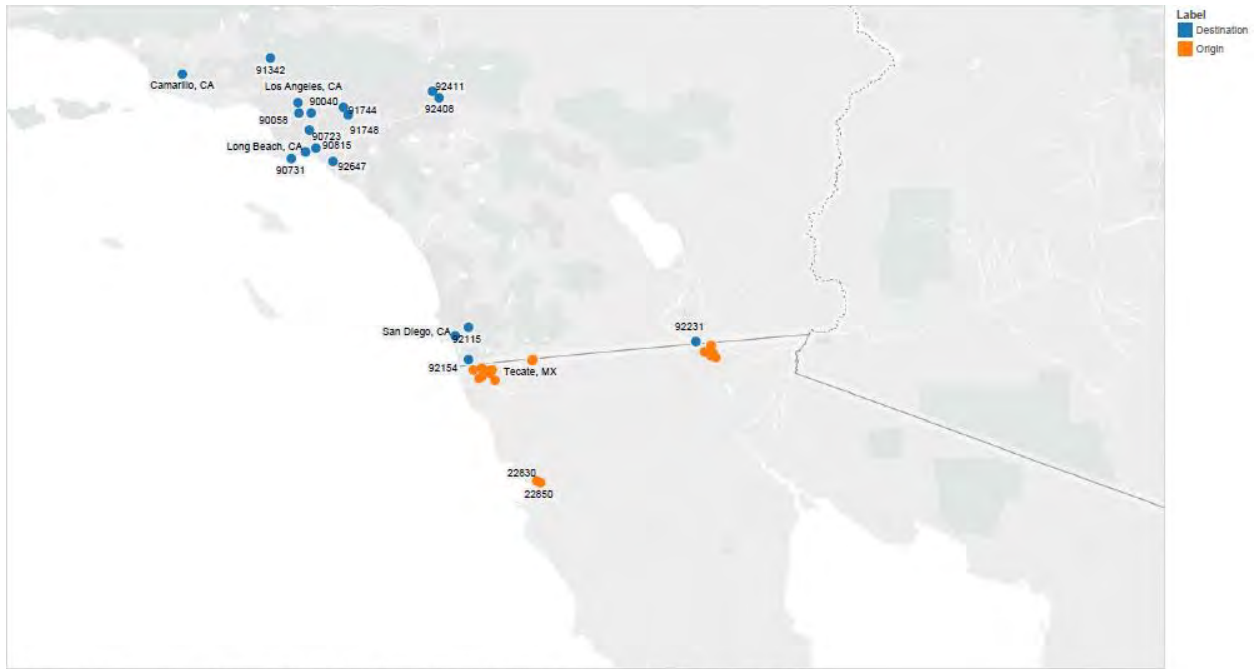 Label
Destination
Origin
91342
Camarillo, CA
Los Angeles, CA
92411
90040
91744
92408
90058
91748
90723
Long Beach, CA
90815
90731
92647
San Diego, CA
92115
92231
92154
Tecate, MX
22830
22850